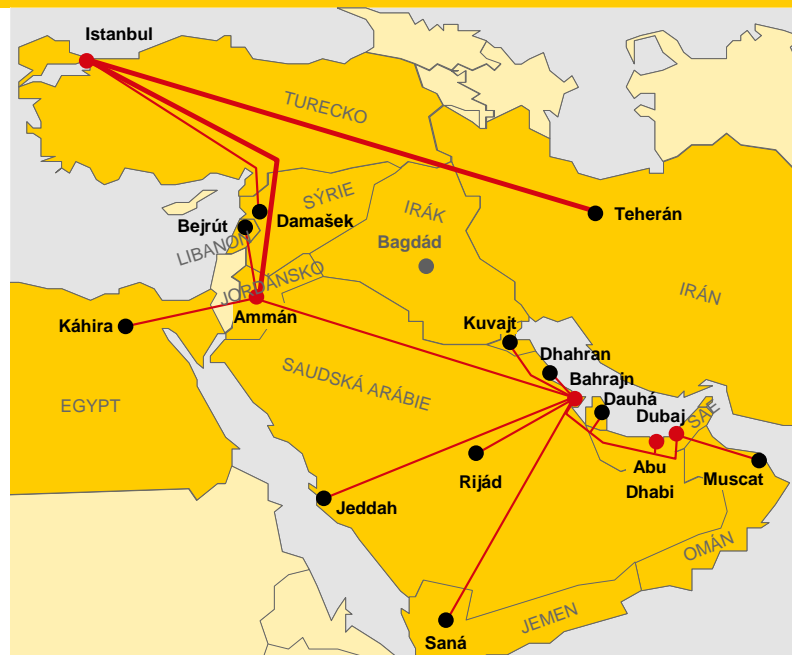 Istanbul
TURECKO
SÝRIE
IRÁK
Teherán
Damašek
Bejrút
LIBANON
Bagdád
JORDÁNSKO
IRÁN
Káhira
Ammán
Kuvajt
Dhahran
SAUDSKÁ ARÁBIE
Bahrajn
Dauhá
EGYPT
Dubaj
SAE
Rijád
Abu
Dhabi
Muscat
Jeddah
OMÁN
JEMEN
Saná